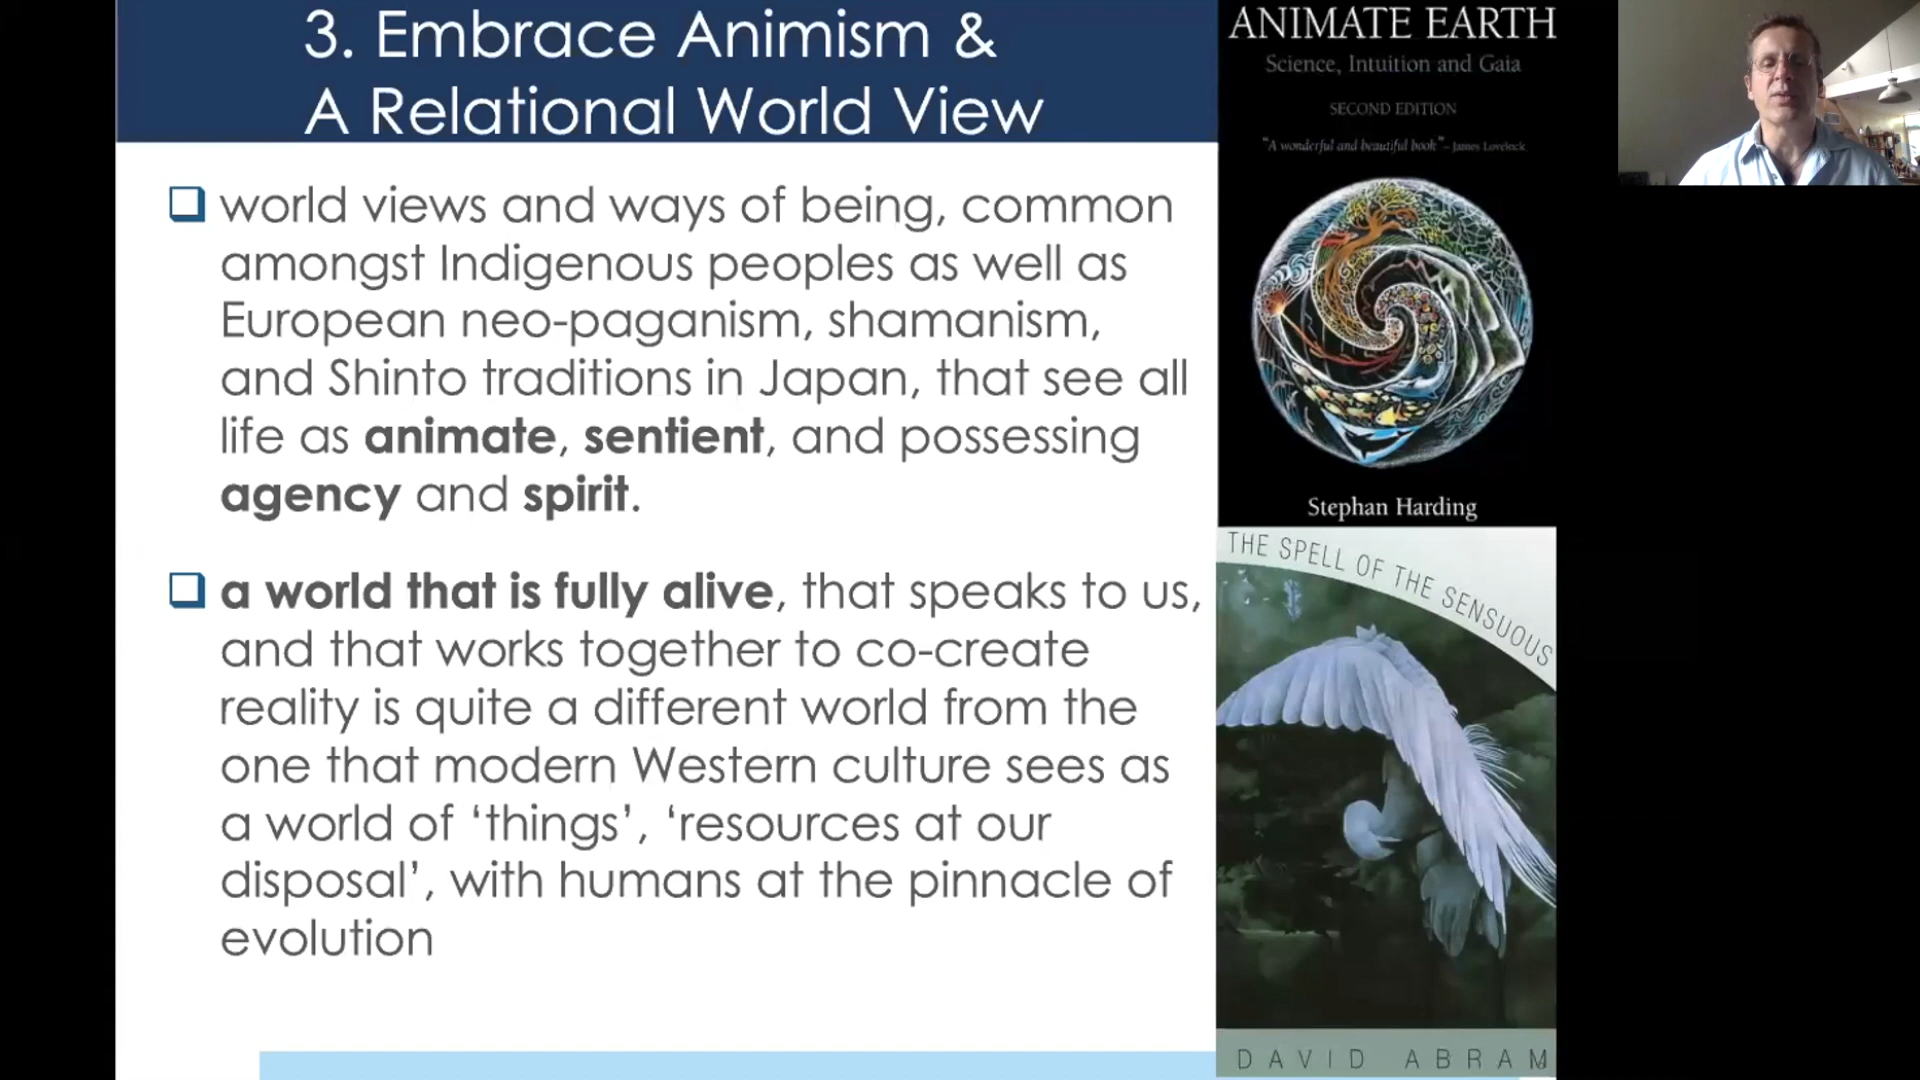 3. Embrace Animism &
A Relational World View
world views and ways of being, common
amongst Indigenous peoples as well as
European neo-paganism, shamanism,
and Shinto traditions in Japan, that see all
life as animate, sentient, and possessing
agency and spirit.
a world that is fully alive, that speaks to us,
and that works together to co-create
reality is quite a different world from the
one that modern Western culture sees as
a world of ‘things’, ‘resources at our
disposal’, with humans at the pinnacle of
evolution
ANIMATE EARTH
Science, Intuition and Gaia
SECOND EDITION
“A wonderful and beautiful book” – James Lovelock
Stephan Harding
THE SPELL OF THE SENSUOUS
DAVID ABRAM